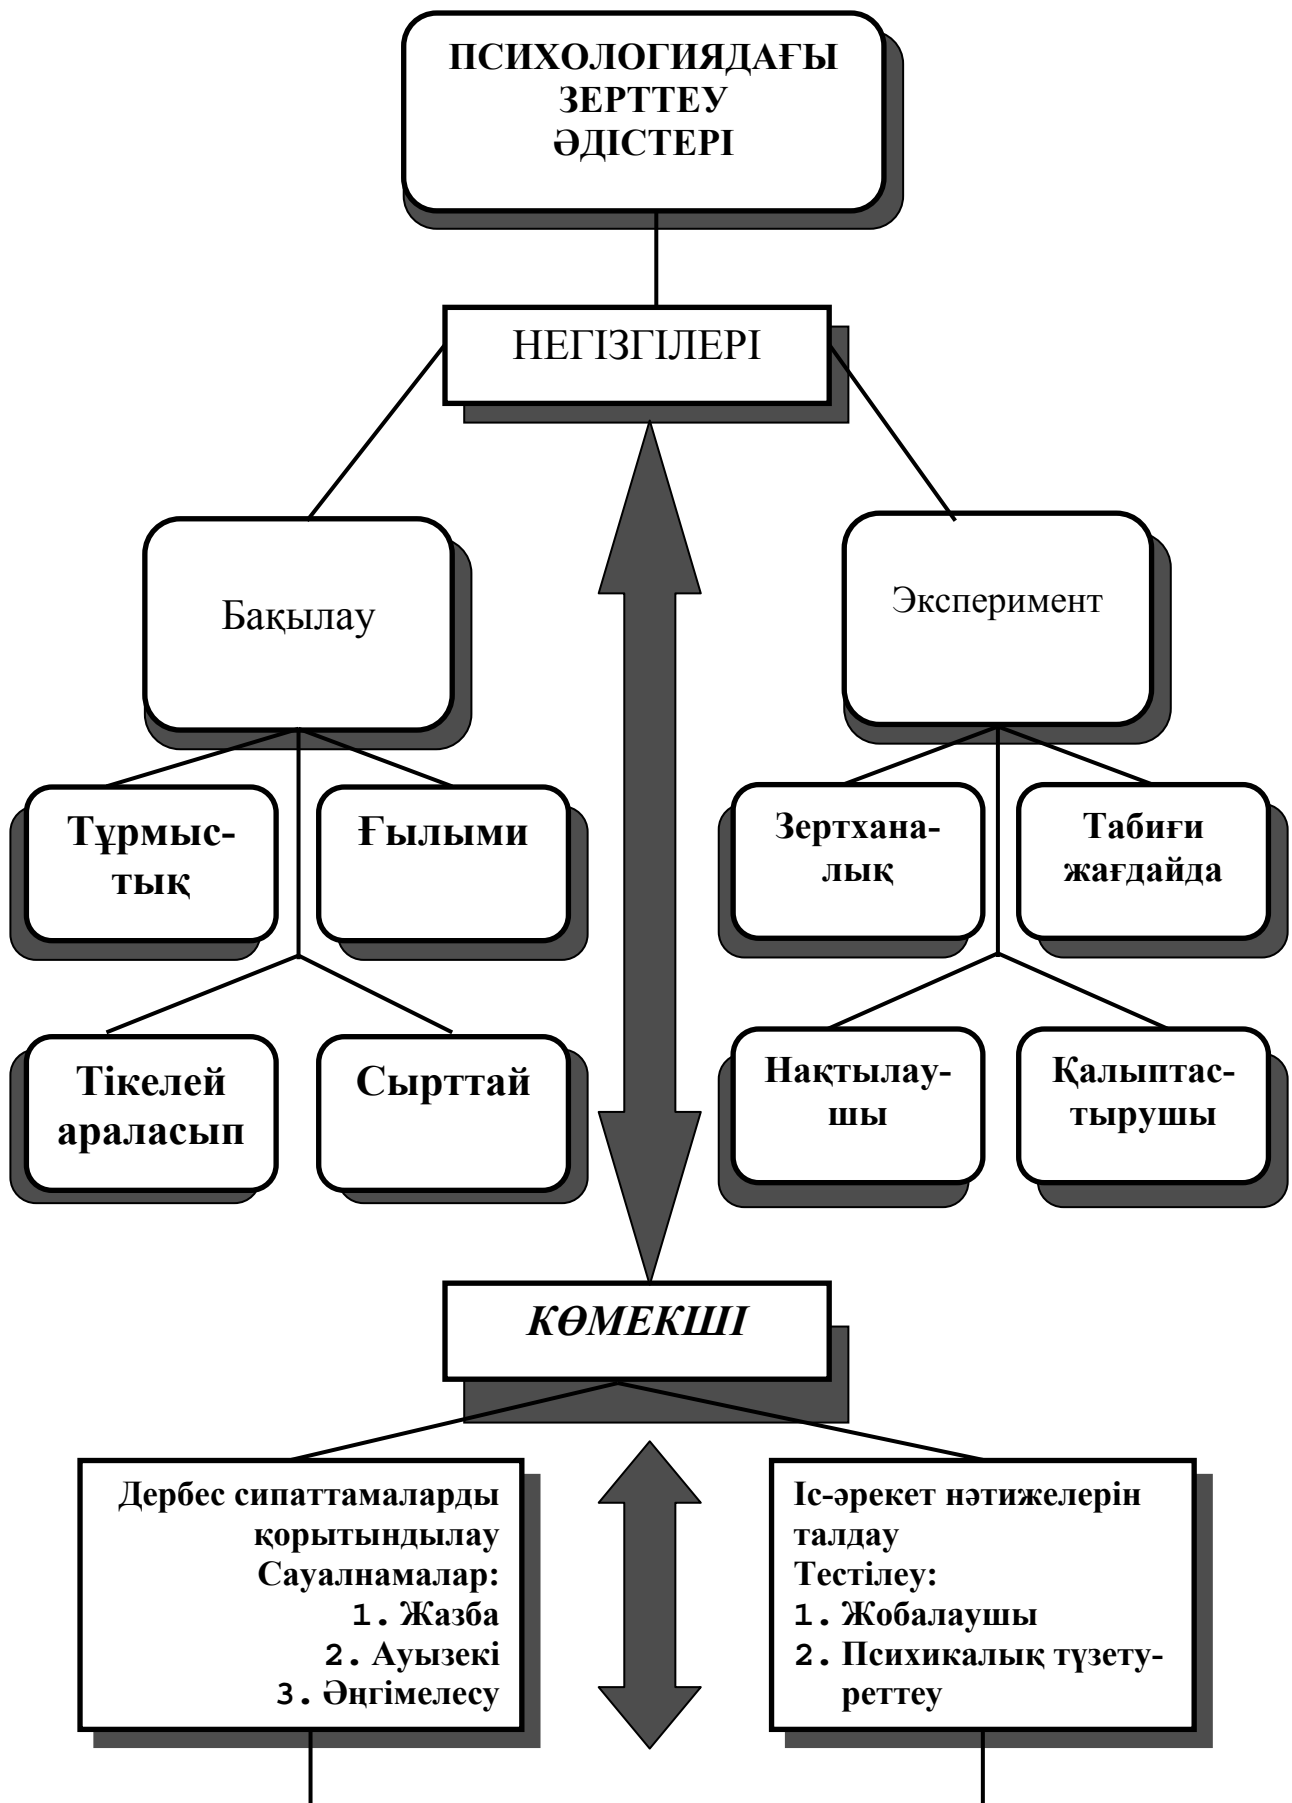 ПСИХОЛОГИЯДАҒЫ
ЗЕРТТЕУ
ӘДІСТЕРІ
НЕГІЗГІЛЕРІ
Бақылау
Эксперимент
Тұрмыс-
тық
Ғылыми
Зертхана-
лық
Табиғи
жағдайда
Тікелей
араласып
Сырттай
Нақтылау-
шы
Қалыптас-
тырушы
КӨМЕКШІ
Дербес сипаттамаларды
қорытындылау
Сауалнамалар:
1. Жазба
2. Ауызекі
3. Әңгімелесу
Іс-әрекет нәтижелерін
талдау
Тестілеу:
1. Жобалаушы
2. Психикалық түзету-
реттеу